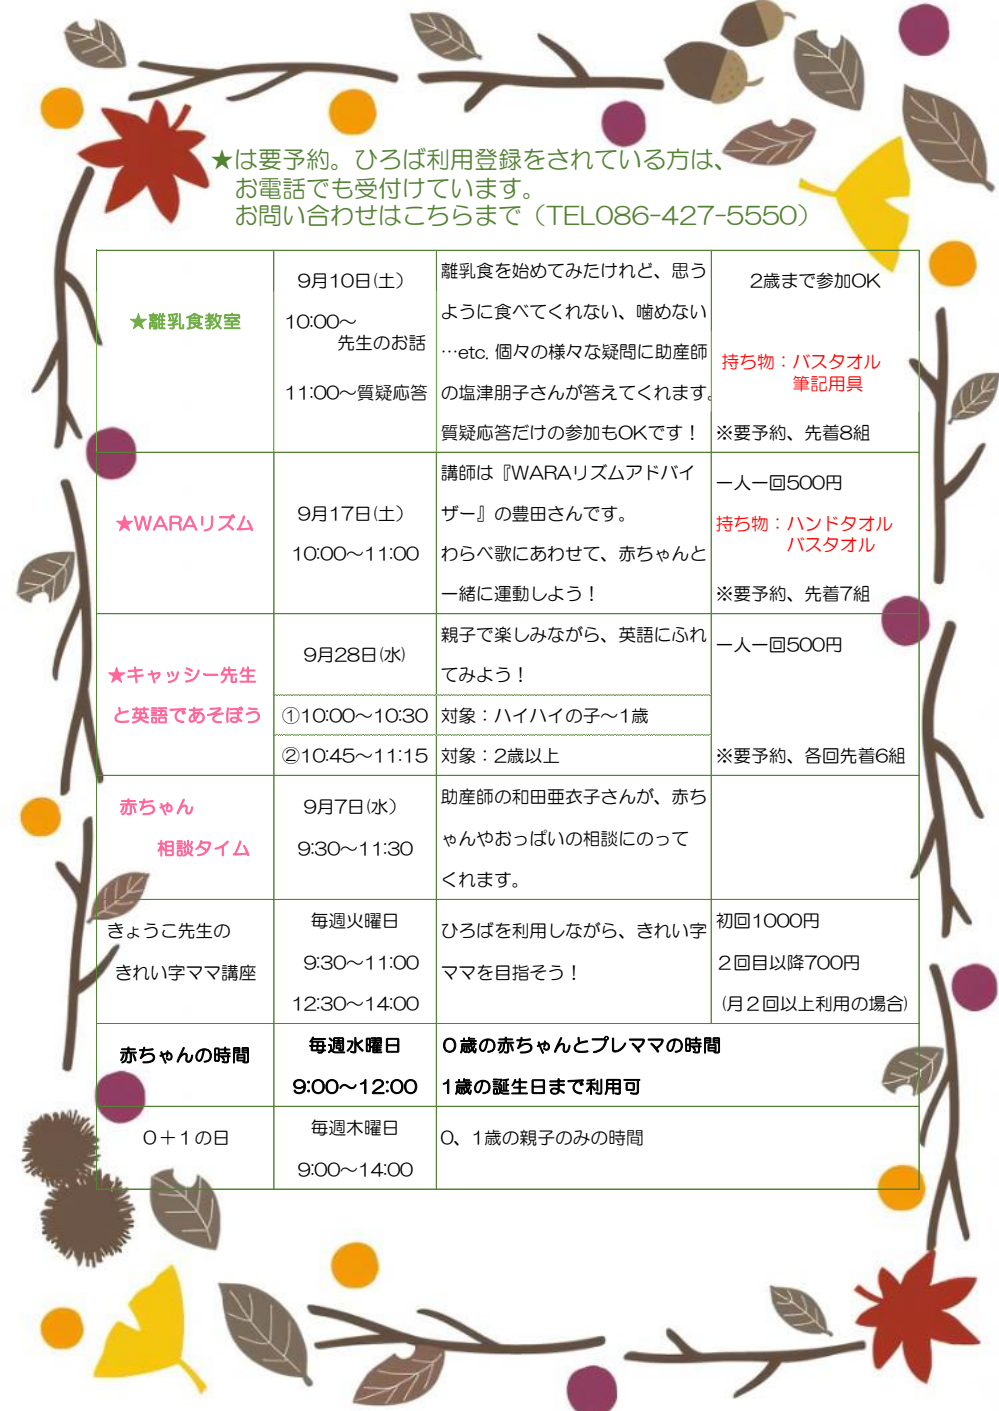 ★は要予約。ひろば利用登録をされている方は、
お電話でも受付けています。
お問い合わせはこちらまで（TEL086-427-5550）
★離乳食教室
9月10日(土)
10:00～
先生のお話
11:00～質疑応答
離乳食を始めてみたけれど、思う
ように食べてくれない、噛めない
…etc. 個々の様々な疑問に助産師
の塩津朋子さんが答えてくれます。
質疑応答だけの参加もOKです！
2歳まで参加OK
持ち物：バスタオル
筆記用具
※要予約、先着8組
★WARAリズム
9月17日(土)
10:00～11:00
講師は『WARAリズムアドバイ
ザー』の豊田さんです。
わらべ歌にあわせて、赤ちゃんと
一緒に運動しよう！
一人一回500円
持ち物：ハンドタオル
バスタオル
※要予約、先着7組
★キャッシー先生
と英語であそぼう
9月28日(水)
親子で楽しみながら、英語にふれ
てみよう！
①10:00～10:30
対象：ハイハイの子～1歳
②10:45～11:15
対象：2歳以上
一人一回500円
※要予約、各回先着6組
赤ちゃん
相談タイム
9月7日(水)
9:30～11:30
助産師の和田亜衣子さんが、赤ち
ゃんやおっぱいの相談にのって
くれます。
きょうこ先生の
きれい字ママ講座
毎週火曜日
9:30～11:00
12:30～14:00
ひろばを利用しながら、きれい字
ママを目指そう！
初回1000円
２回目以降700円
(月２回以上利用の場合)
赤ちゃんの時間
毎週水曜日
9:00～12:00
０歳の赤ちゃんとプレママの時間
1歳の誕生日まで利用可
０＋１の日
毎週木曜日
9:00～14:00
0、1歳の親子のみの時間